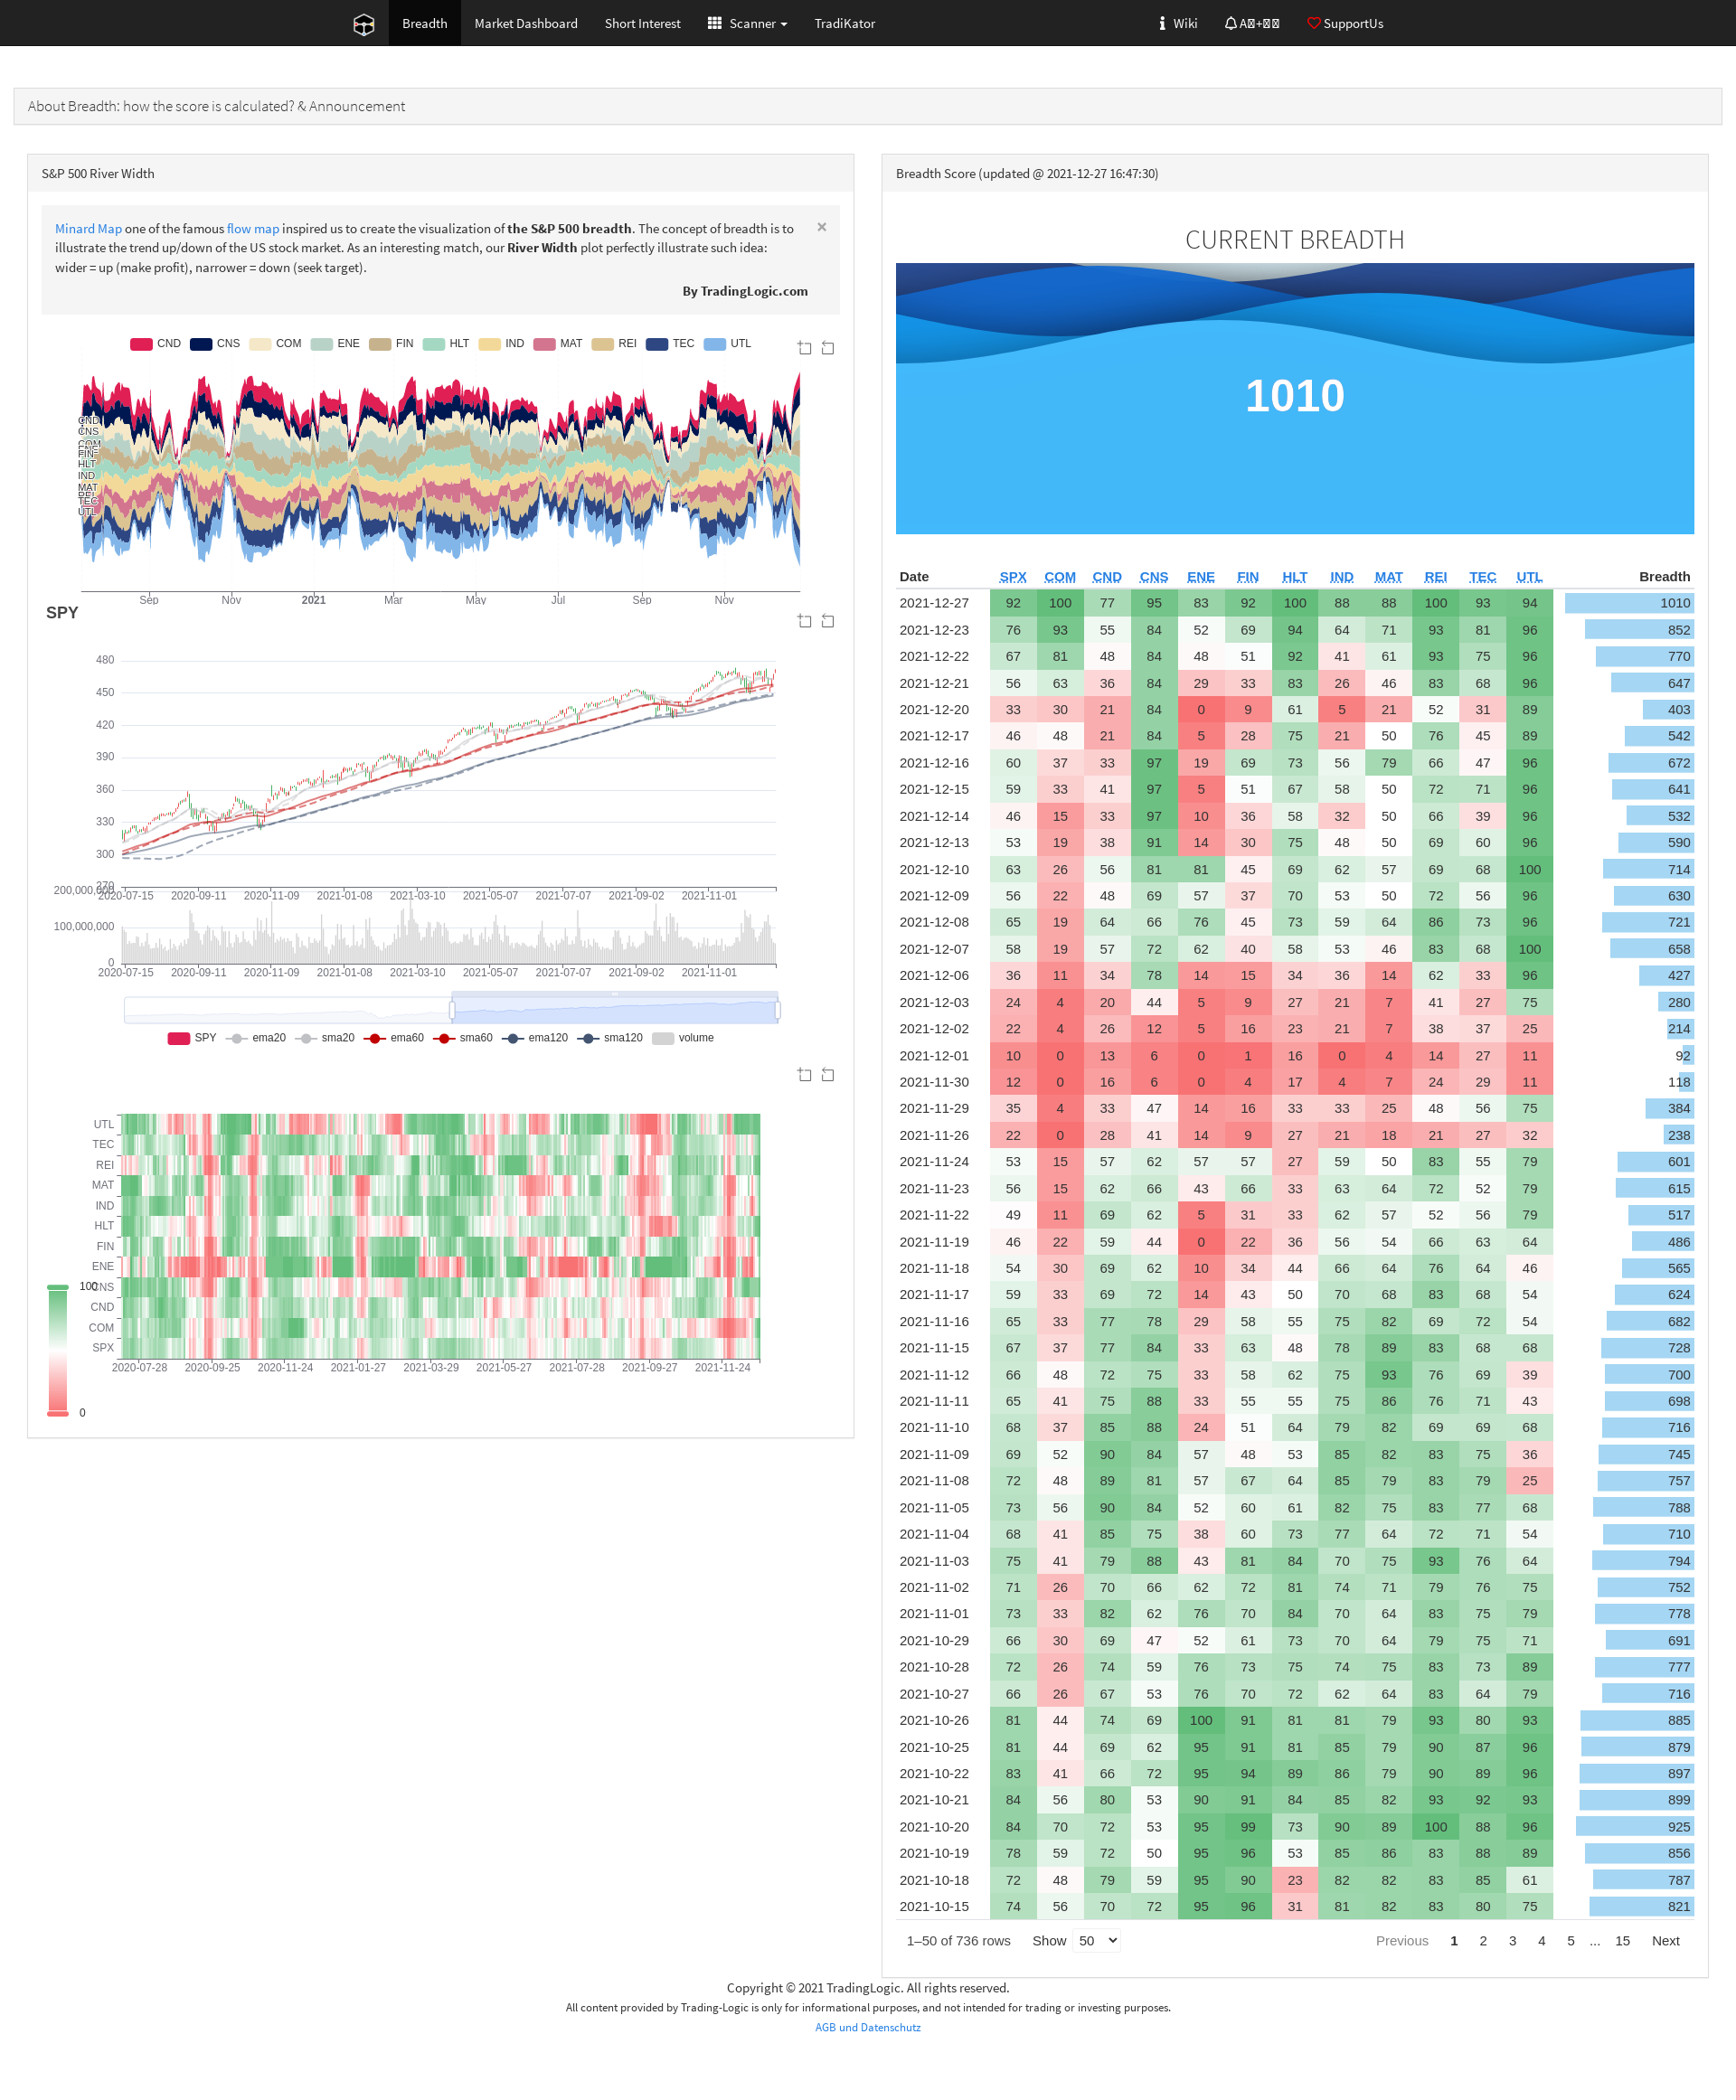 Breadth Market Dashboard Short Interest Scanner TradiKator Wiki SupportUs
About Breadth: how the score is calculated? & Announcement
S&P 500 River Width
Minard Map one of the famous flow map inspired us to create the visualization of the S&P 500 breadth. The concept of breadth is to
illustrate the trend up/down of the US stock market. As an interesting match, our River Width plot perfectly illustrate such idea:
wider = up (make profit), narrower = down (seek target).
×
By TradingLogic.com
CND CNS COM ENE FIN HLT IND MAT REI TEC UTL
CND
CNS
COM
FIN
HLT
IND
MAT
REI
TEC
UTL
Sep Nov 2021 Mar May Jul Sep Nov
SPY
480
450
420
390
360
330
300
270
2020-07-15 2020-09-11 2020-11-09 2021-01-08 2021-03-10 2021-05-07 2021-07-07 2021-09-02 2021-11-01
200,000,000
100,000,000
0
2020-07-15 2020-09-11 2020-11-09 2021-01-08 2021-03-10 2021-05-07 2021-07-07 2021-09-02 2021-11-01
SPY ema20 sma20 ema60 sma60 ema120 sma120 volume
UTL
TEC
REI
MAT
IND
HLT
FIN
ENE
CNS
CND
COM
SPX
100
0
2020-07-28 2020-09-25 2020-11-24 2021-01-27 2021-03-29 2021-05-27 2021-07-28 2021-09-27 2021-11-24
Breadth Score (updated @ 2021-12-27 16:47:30)
CURRENT BREADTH
1010
Date SPX COM CND CNS ENE FIN HLT IND MAT REI TEC UTL Breadth
2021-12-27 92 100 77 95 83 92 100 88 88 100 93 94 1010
2021-12-23 76 93 55 84 52 69 94 64 71 93 81 96 852
2021-12-22 67 81 48 84 48 51 92 41 61 93 75 96 770
2021-12-21 56 63 36 84 29 33 83 26 46 83 68 96 647
2021-12-20 33 30 21 84 0 9 61 5 21 52 31 89 403
2021-12-17 46 48 21 84 5 28 75 21 50 76 45 89 542
2021-12-16 60 37 33 97 19 69 73 56 79 66 47 96 672
2021-12-15 59 33 41 97 5 51 67 58 50 72 71 96 641
2021-12-14 46 15 33 97 10 36 58 32 50 66 39 96 532
2021-12-13 53 19 38 91 14 30 75 48 50 69 60 96 590
2021-12-10 63 26 56 81 81 45 69 62 57 69 68 100 714
2021-12-09 56 22 48 69 57 37 70 53 50 72 56 96 630
2021-12-08 65 19 64 66 76 45 73 59 64 86 73 96 721
2021-12-07 58 19 57 72 62 40 58 53 46 83 68 100 658
2021-12-06 36 11 34 78 14 15 34 36 14 62 33 96 427
2021-12-03 24 4 20 44 5 9 27 21 7 41 27 75 280
2021-12-02 22 4 26 12 5 16 23 21 7 38 37 25 214
2021-12-01 10 0 13 6 0 1 16 0 4 14 27 11 92
2021-11-30 12 0 16 6 0 4 17 4 7 24 29 11 118
2021-11-29 35 4 33 47 14 16 33 33 25 48 56 75 384
2021-11-26 22 0 28 41 14 9 27 21 18 21 27 32 238
2021-11-24 53 15 57 62 57 57 27 59 50 83 55 79 601
2021-11-23 56 15 62 66 43 66 33 63 64 72 52 79 615
2021-11-22 49 11 69 62 5 31 33 62 57 52 56 79 517
2021-11-19 46 22 59 44 0 22 36 56 54 66 63 64 486
2021-11-18 54 30 69 62 10 34 44 66 64 76 64 46 565
2021-11-17 59 33 69 72 14 43 50 70 68 83 68 54 624
2021-11-16 65 33 77 78 29 58 55 75 82 69 72 54 682
2021-11-15 67 37 77 84 33 63 48 78 89 83 68 68 728
2021-11-12 66 48 72 75 33 58 62 75 93 76 69 39 700
2021-11-11 65 41 75 88 33 55 55 75 86 76 71 43 698
2021-11-10 68 37 85 88 24 51 64 79 82 69 69 68 716
2021-11-09 69 52 90 84 57 48 53 85 82 83 75 36 745
2021-11-08 72 48 89 81 57 67 64 85 79 83 79 25 757
2021-11-05 73 56 90 84 52 60 61 82 75 83 77 68 788
2021-11-04 68 41 85 75 38 60 73 77 64 72 71 54 710
2021-11-03 75 41 79 88 43 81 84 70 75 93 76 64 794
2021-11-02 71 26 70 66 62 72 81 74 71 79 76 75 752
2021-11-01 73 33 82 62 76 70 84 70 64 83 75 79 778
2021-10-29 66 30 69 47 52 61 73 70 64 79 75 71 691
2021-10-28 72 26 74 59 76 73 75 74 75 83 73 89 777
2021-10-27 66 26 67 53 76 70 72 62 64 83 64 79 716
2021-10-26 81 44 74 69 100 91 81 81 79 93 80 93 885
2021-10-25 81 44 69 62 95 91 81 85 79 90 87 96 879
2021-10-22 83 41 66 72 95 94 89 86 79 90 89 96 897
2021-10-21 84 56 80 53 90 91 84 85 82 93 92 93 899
2021-10-20 84 70 72 53 95 99 73 90 89 100 88 96 925
2021-10-19 78 59 72 50 95 96 53 85 86 83 88 89 856
2021-10-18 72 48 79 59 95 90 23 82 82 83 85 61 787
2021-10-15 74 56 70 72 95 96 31 81 82 83 80 75 821
1–50 of 736 rows Show 50 Previous 1 2 3 4 5 ... 15 Next
Copyright © 2021 TradingLogic. All rights reserved.
All content provided by Trading-Logic is only for informational purposes, and not intended for trading or investing purposes.
AGB und Datenschutz